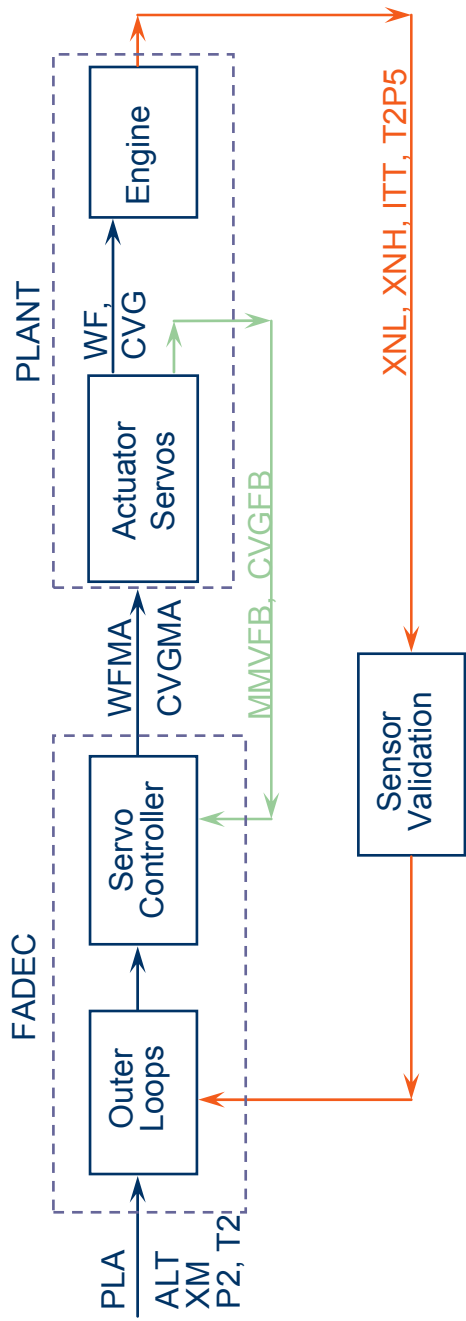 FADEC
PLANT
PLA
ALT
XM
P2, T2
Outer
Loops
Servo
Controller
WFMA
CVGMA
Actuator
Servos
WF,
CVG
Engine
MMVFB, CVGFB
XNL, XNH, ITT, T2P5
Sensor
Validation